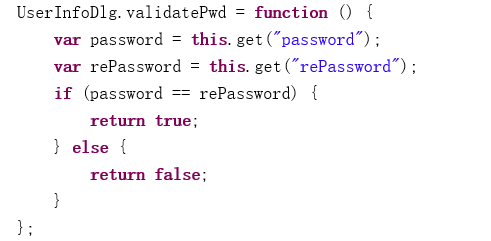 UserInfoDlg.validatePwd = function () {
    var password = this.get("password");
    var rePassword = this.get("rePassword");
    if (password == rePassword) {
        return true;
    } else {
        return false;
    }
};